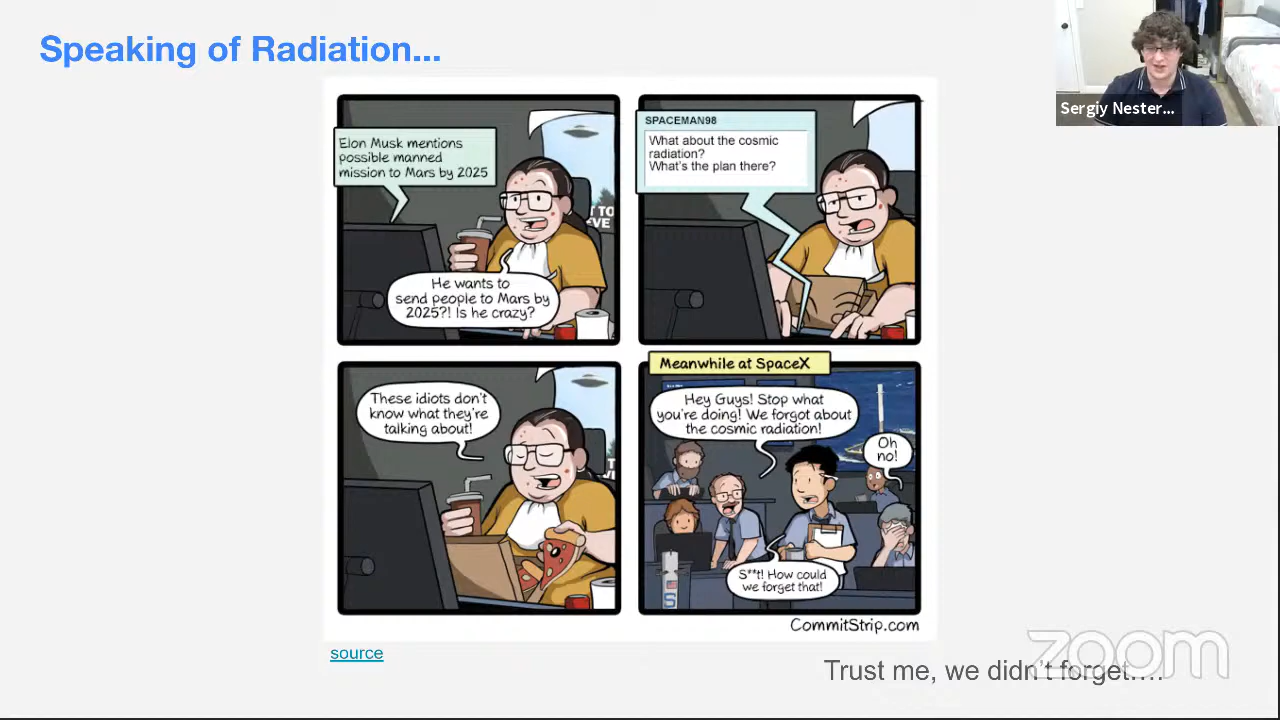 Speaking of Radiation...
Sergiy Nester...
Elon Musk mentions
possible manned
mission to Mars by 2025
T TO
EVE
He wants to
send people to Mars by
2025?! Is he crazy?
SPACEMAN98
What about the cosmic
radiation?
What's the plan there?
These idiots don't
know what they're
talking about!
Meanwhile at SpaceX
Hey Guys! Stop what
you're doing! We forgot about
the cosmic radiation!
Oh
no!
S**t! How could
we forget that!
S
CommitStrip.com
source
Trust me, we didn't forget....
zoom